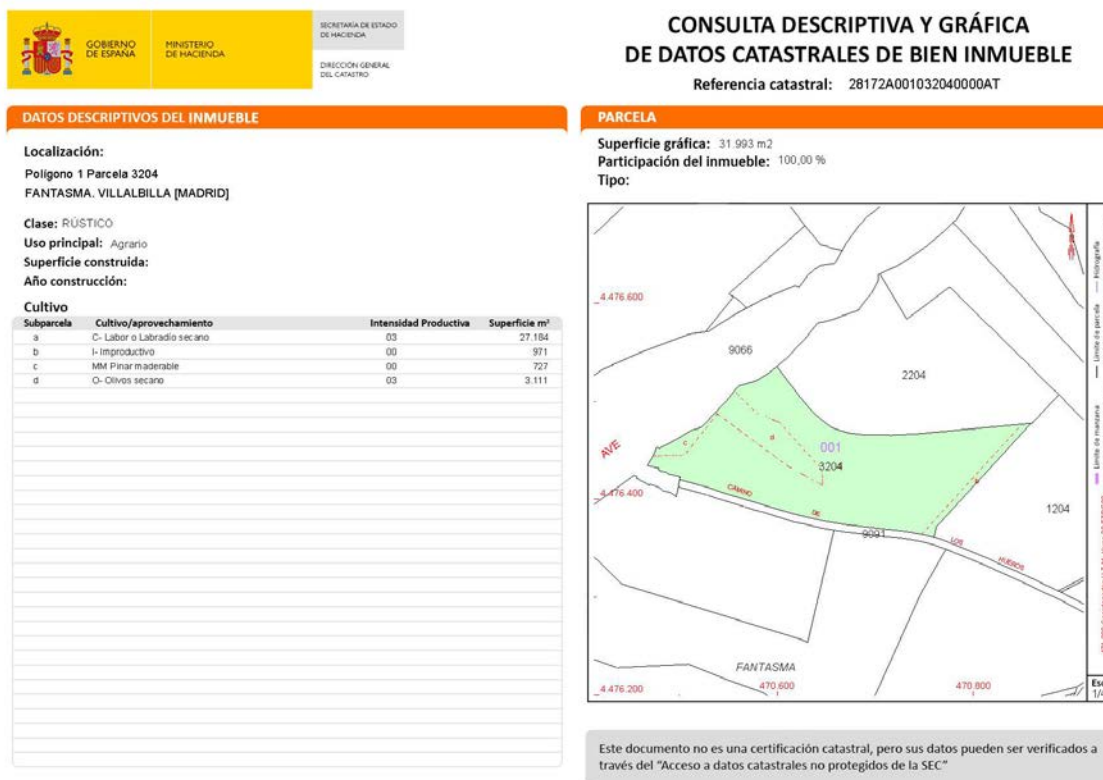 GOBIERNO
DE ESPAÑA
MINISTERIO
DE HACIENDA
SECRETARÍA DE ESTADO
DE HACIENDA
DIRECCIÓN GENERAL
DEL CATASTRO
CONSULTA DESCRIPTIVA Y GRÁFICA
DE DATOS CATASTRALES DE BIEN INMUEBLE
Referencia catastral: 28172A001032040000AT
DATOS DESCRIPTIVOS DEL INMUEBLE
Localización:
Polígono 1 Parcela 3204
FANTASMA. VILLALBILLA [MADRID]
Clase: RÚSTICO
Uso principal: Agrario
Superficie construida:
Año construcción:
Cultivo
Subparcela Cultivo/aprovechamiento Intensidad Productiva Superficie m²
a C- Labor o Labradío secano 03 27.184
b I- Improductivo 00 971
c MM Pinar maderable 00 727
d O- Olivos secano 03 3.111
PARCELA
Superficie gráfica: 31.993 m2
Participación del inmueble: 100,00 %
Tipo:
4.476.600
9066
2204
AVE
c
001
3204
4.476.400
CAMINO
DE
9091
LOS
HUEROS
1204
FANTASMA
4.476.200
470.600
470.800
Hidrografía
Límite de parcela
Límite de manzana
Este documento no es una certificación catastral, pero sus datos pueden ser verificados a
través del "Acceso a datos catastrales no protegidos de la SEC"